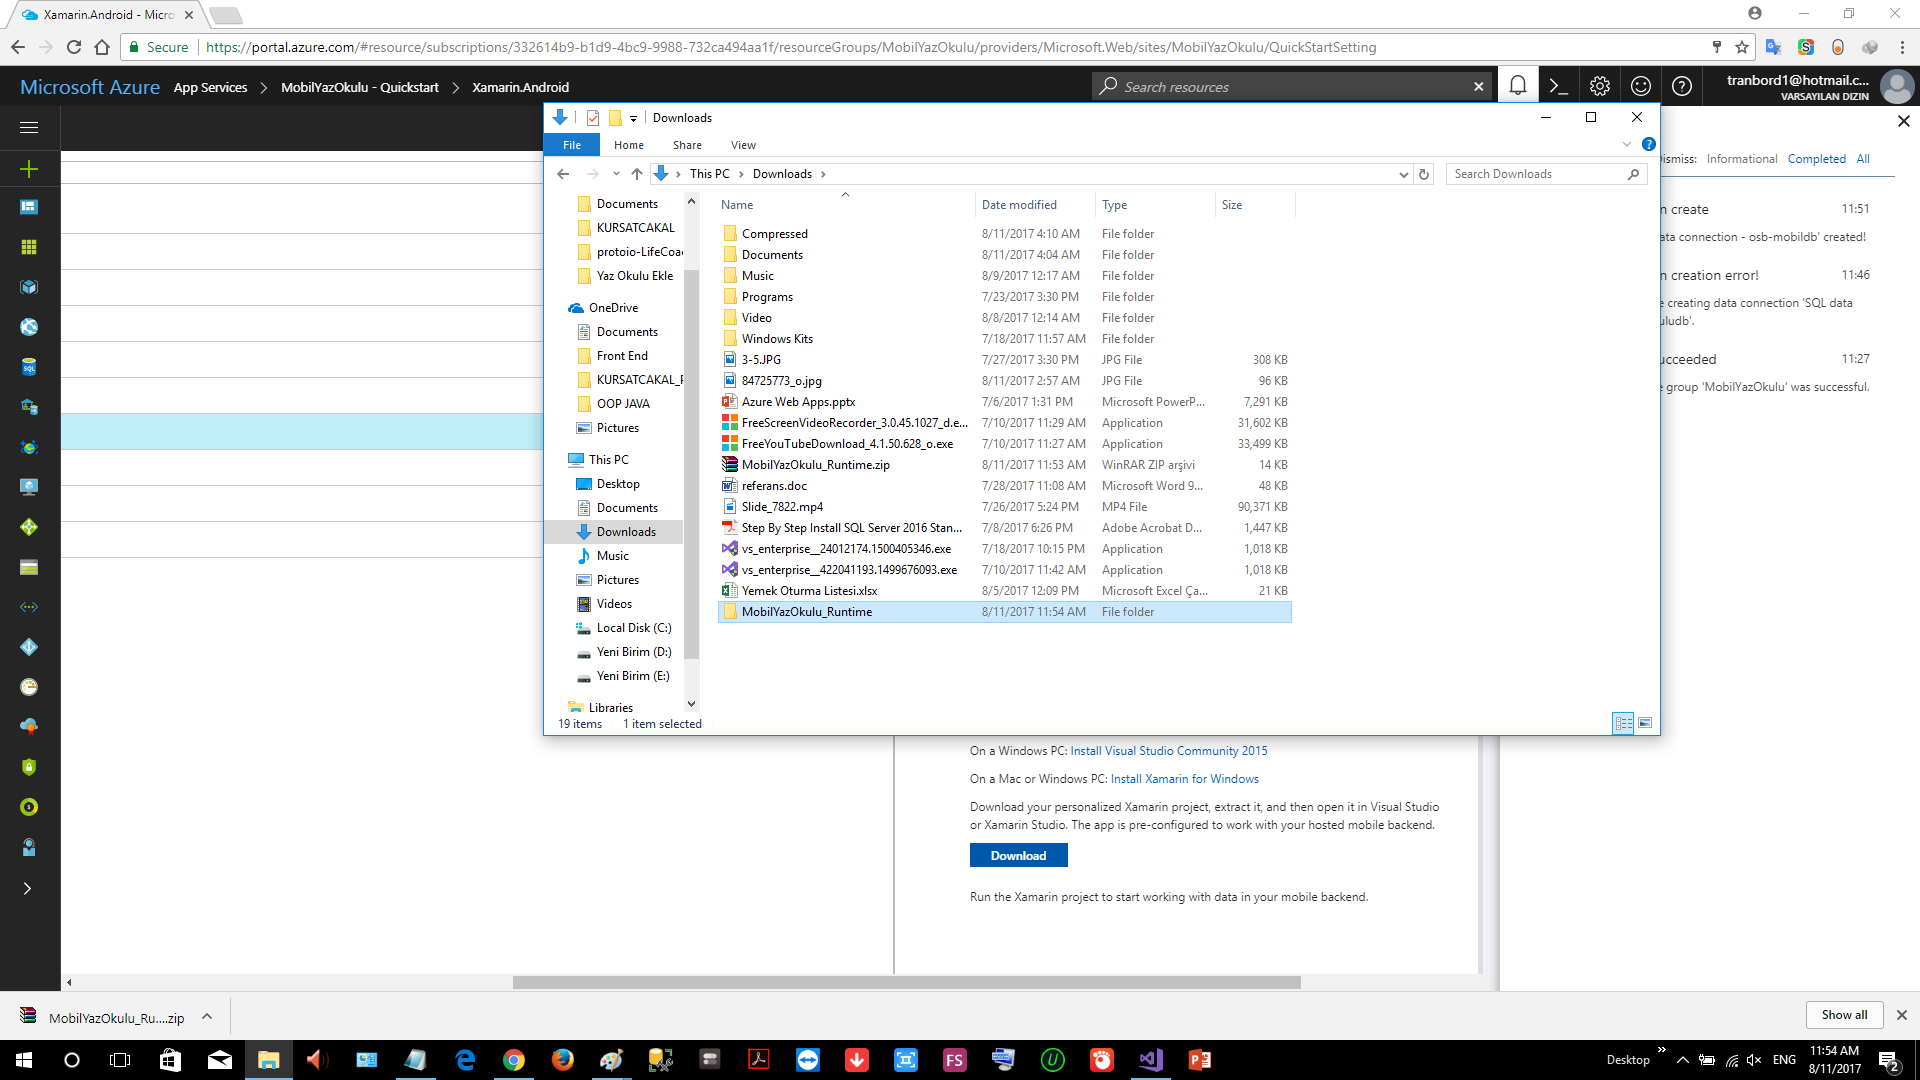 Xamarin.Android - Micro
Secure
https://portal.azure.com/#resource/subscriptions/332614b9-b1d9-4bc9-9988-732ca494aa1f/resourceGroups/MobilYazOkulu/providers/Microsoft.Web/sites/MobilYazOkulu/QuickStartSetting
Microsoft Azure App Services MobilYazOkulu - Quickstart Xamarin.Android
Search resources
tranbord1@hotmail.c...
VARSAYILAN DIZIN
Downloads
File Home Share View
This PC Downloads
Search Downloads
Documents
KURSATCAKAL
protoio-LifeCoa
Yaz Okulu Ekle
OneDrive
Documents
Front End
KURSATCAKAL_
OOP JAVA
Pictures
This PC
Desktop
Documents
Downloads
Music
Pictures
Videos
Local Disk (C:)
Yeni Birim (D:)
Yeni Birim (E:)
Libraries
Name Date modified Type Size
Compressed 8/11/2017 4:10 AM File folder
Documents 8/11/2017 4:04 AM File folder
Music 8/9/2017 12:17 AM File folder
Programs 7/23/2017 3:30 PM File folder
Video 8/8/2017 12:14 AM File folder
Windows Kits 7/18/2017 11:57 AM File folder
3-5.JPG 7/27/2017 3:30 PM JPG File 308 KB
84725773_o.jpg 8/11/2017 2:57 AM JPG File 96 KB
Azure Web Apps.pptx 7/6/2017 1:31 PM Microsoft PowerP... 7,291 KB
FreeScreenVideoRecorder_3.0.45.1027_d.e... 7/10/2017 11:29 AM Application 31,602 KB
FreeYouTubeDownload_4.1.50.628_o.exe 7/10/2017 11:27 AM Application 33,499 KB
MobilYazOkulu_Runtime.zip 8/11/2017 11:53 AM WinRAR ZIP arşivi 14 KB
referans.doc 7/28/2017 11:08 AM Microsoft Word 9... 48 KB
Slide_7822.mp4 7/26/2017 5:24 PM MP4 File 90,371 KB
Step By Step Install SQL Server 2016 Stan... 7/8/2017 6:26 PM Adobe Acrobat D... 1,447 KB
vs_enterprise__24012174.1500405346.exe 7/18/2017 10:15 PM Application 1,018 KB
vs_enterprise__422041193.1499676093.exe 7/10/2017 11:42 AM Application 1,018 KB
Yemek Oturma Listesi.xlsx 8/5/2017 12:09 PM Microsoft Excel Ça... 21 KB
MobilYazOkulu_Runtime 8/11/2017 11:54 AM File folder
19 items 1 item selected
ismiss: Informational Completed All
n create 11:51
ata connection - osb-mobildb' created!
n creation error! 11:46
e creating data connection 'SQL data
uludb'.
ucceeded 11:27
e group 'MobilYazOkulu' was successful.
On a Windows PC: Install Visual Studio Community 2015
On a Mac or Windows PC: Install Xamarin for Windows
Download your personalized Xamarin project, extract it, and then open it in Visual Studio
or Xamarin Studio. The app is pre-configured to work with your hosted mobile backend.
Download
Run the Xamarin project to start working with data in your mobile backend.
MobilYazOkulu_Ru....zip
Show all
FS
Desktop
ENG
11:54 AM
8/11/2017
2